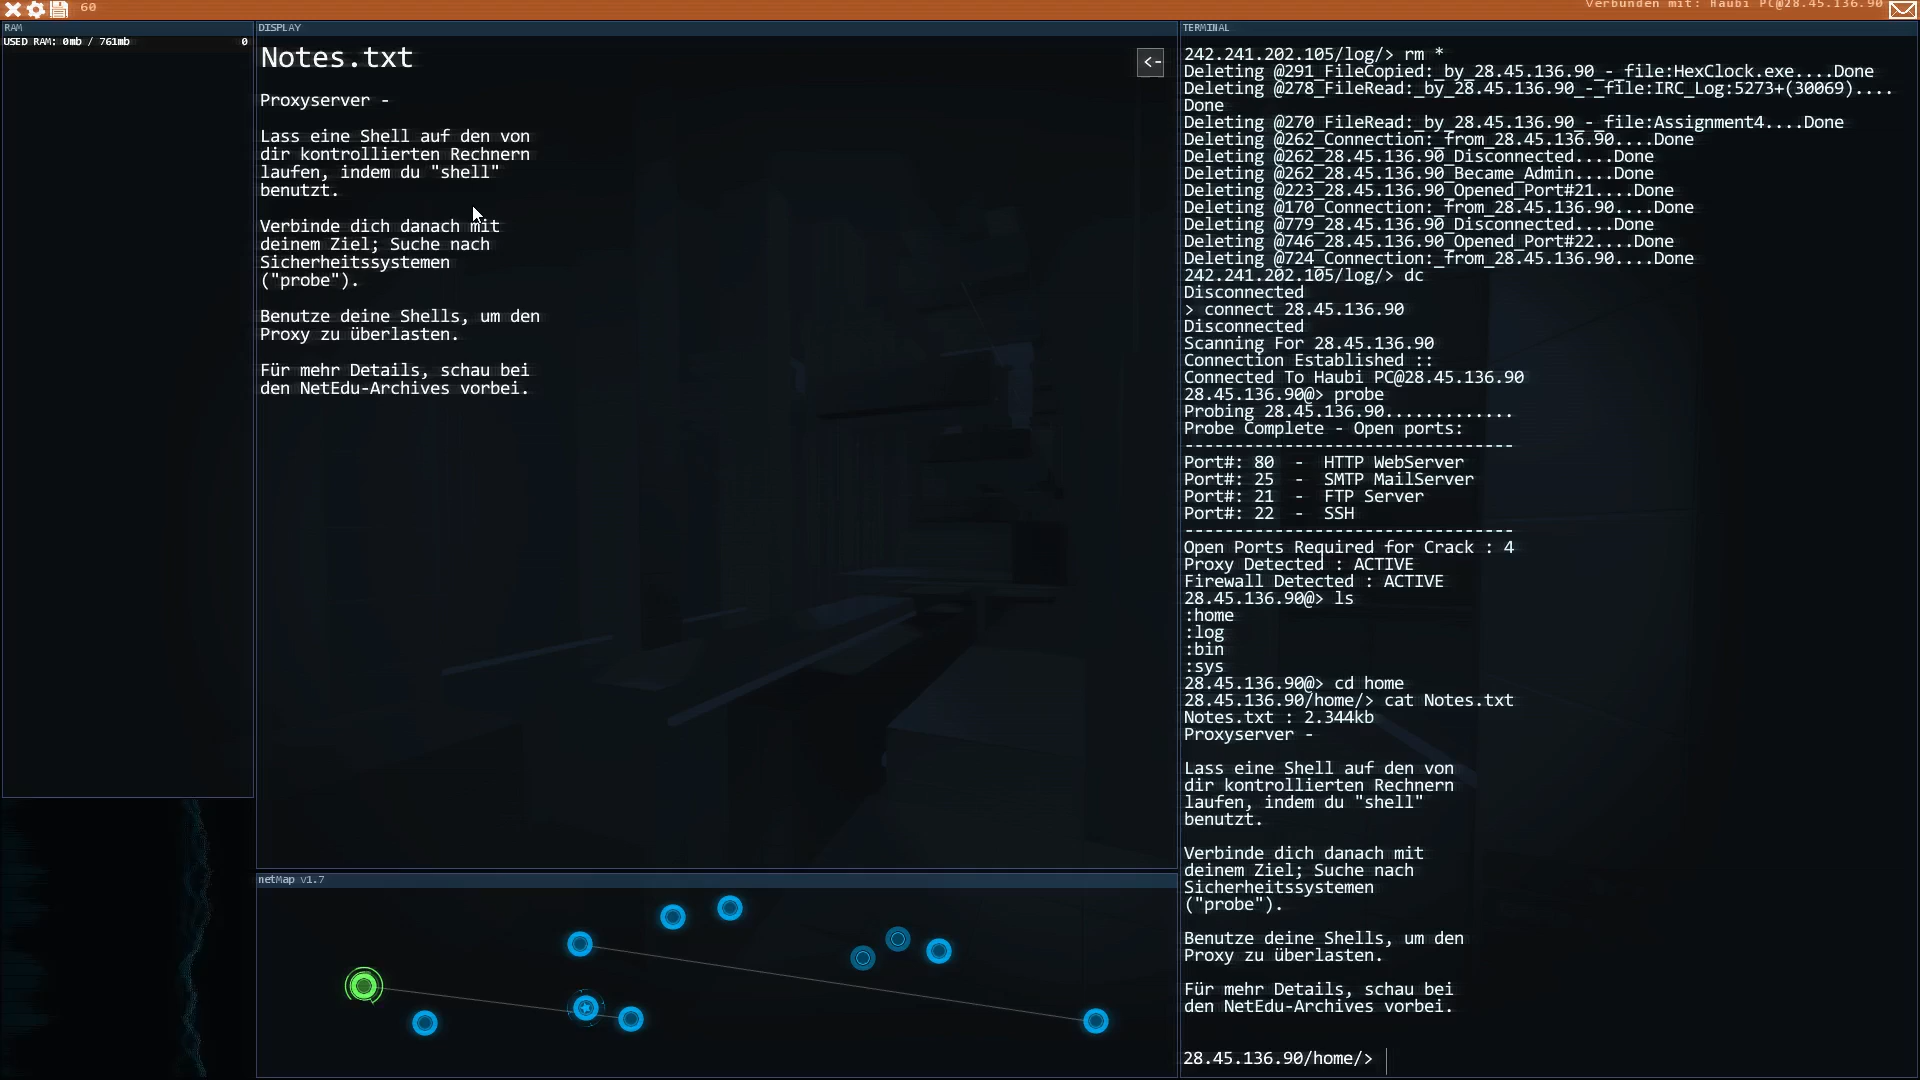 60
Verbunden mit: Haubi PC@28.45.136.90
RAM
USED RAM: 0mb / 761mb
0
DISPLAY
Notes.txt
<-
Proxyserver -
Lass eine Shell auf den von
dir kontrollierten Rechnern
laufen, indem du "shell"
benutzt.
Verbinde dich danach mit
deinem Ziel; Suche nach
Sicherheitssystemen
("probe").
Benutze deine Shells, um den
Proxy zu überlasten.
Für mehr Details, schau bei
den NetEdu-Archives vorbei.
netMap v1.7
TERMINAL
242.241.202.105/log/> rm *
Deleting @291_FileCopied:_by_28.45.136.90_-_file:HexClock.exe....Done
Deleting @278_FileRead:_by_28.45.136.90_-_file:IRC_Log:5273+(30069)....
Done
Deleting @270_FileRead:_by_28.45.136.90_-_file:Assignment4....Done
Deleting @262_Connection:_from_28.45.136.90....Done
Deleting @262_28.45.136.90_Disconnected....Done
Deleting @262_28.45.136.90_Became_Admin....Done
Deleting @223_28.45.136.90_Opened_Port#21....Done
Deleting @170_Connection:_from_28.45.136.90....Done
Deleting @779_28.45.136.90_Disconnected....Done
Deleting @746_28.45.136.90_Opened_Port#22....Done
Deleting @724_Connection:_from_28.45.136.90....Done
242.241.202.105/log/> dc
Disconnected
> connect 28.45.136.90
Disconnected
Scanning For 28.45.136.90
Connection Established ::
Connected To Haubi PC@28.45.136.90
28.45.136.90@> probe
Probing 28.45.136.90.............
Probe Complete - Open ports:
---------------------------------
Port#: 80  -  HTTP WebServer
Port#: 25  -  SMTP MailServer
Port#: 21  -  FTP Server
Port#: 22  -  SSH
---------------------------------
Open Ports Required for Crack : 4
Proxy Detected : ACTIVE
Firewall Detected : ACTIVE
28.45.136.90@> ls
:home
:log
:bin
:sys
28.45.136.90@> cd home
28.45.136.90/home/> cat Notes.txt
Notes.txt : 2.344kb
Proxyserver -
Lass eine Shell auf den von
dir kontrollierten Rechnern
laufen, indem du "shell"
benutzt.
Verbinde dich danach mit
deinem Ziel; Suche nach
Sicherheitssystemen
("probe").
Benutze deine Shells, um den
Proxy zu überlasten.
Für mehr Details, schau bei
den NetEdu-Archives vorbei.
28.45.136.90/home/>